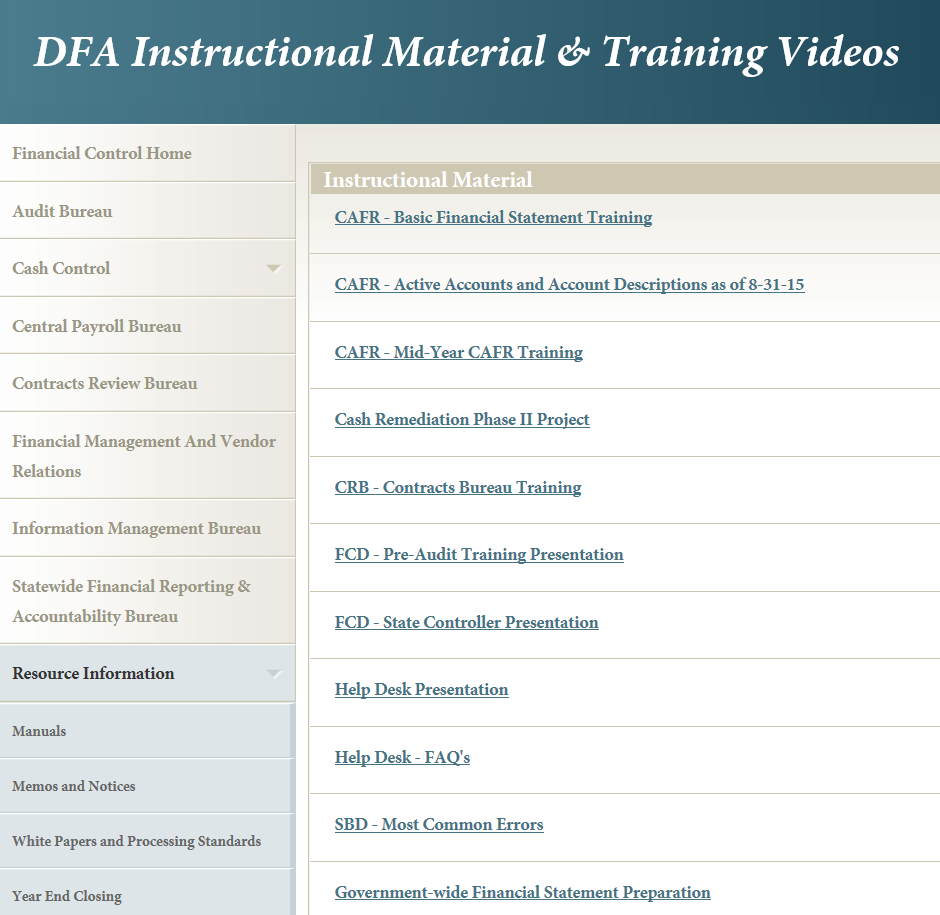 DFA Instructional Material & Training Videos
Financial Control Home
Audit Bureau
Cash Control
Central Payroll Bureau
Contracts Review Bureau
Financial Management And Vendor
Relations
Information Management Bureau
Statewide Financial Reporting &
Accountability Bureau
Resource Information
Manuals
Memos and Notices
White Papers and Processing Standards
Year End Closing
Instructional Material
CAFR - Basic Financial Statement Training
CAFR - Active Accounts and Account Descriptions as of 8-31-15
CAFR - Mid-Year CAFR Training
Cash Remediation Phase II Project
CRB - Contracts Bureau Training
FCD - Pre-Audit Training Presentation
FCD - State Controller Presentation
Help Desk Presentation
Help Desk - FAQ's
SBD - Most Common Errors
Government-wide Financial Statement Preparation